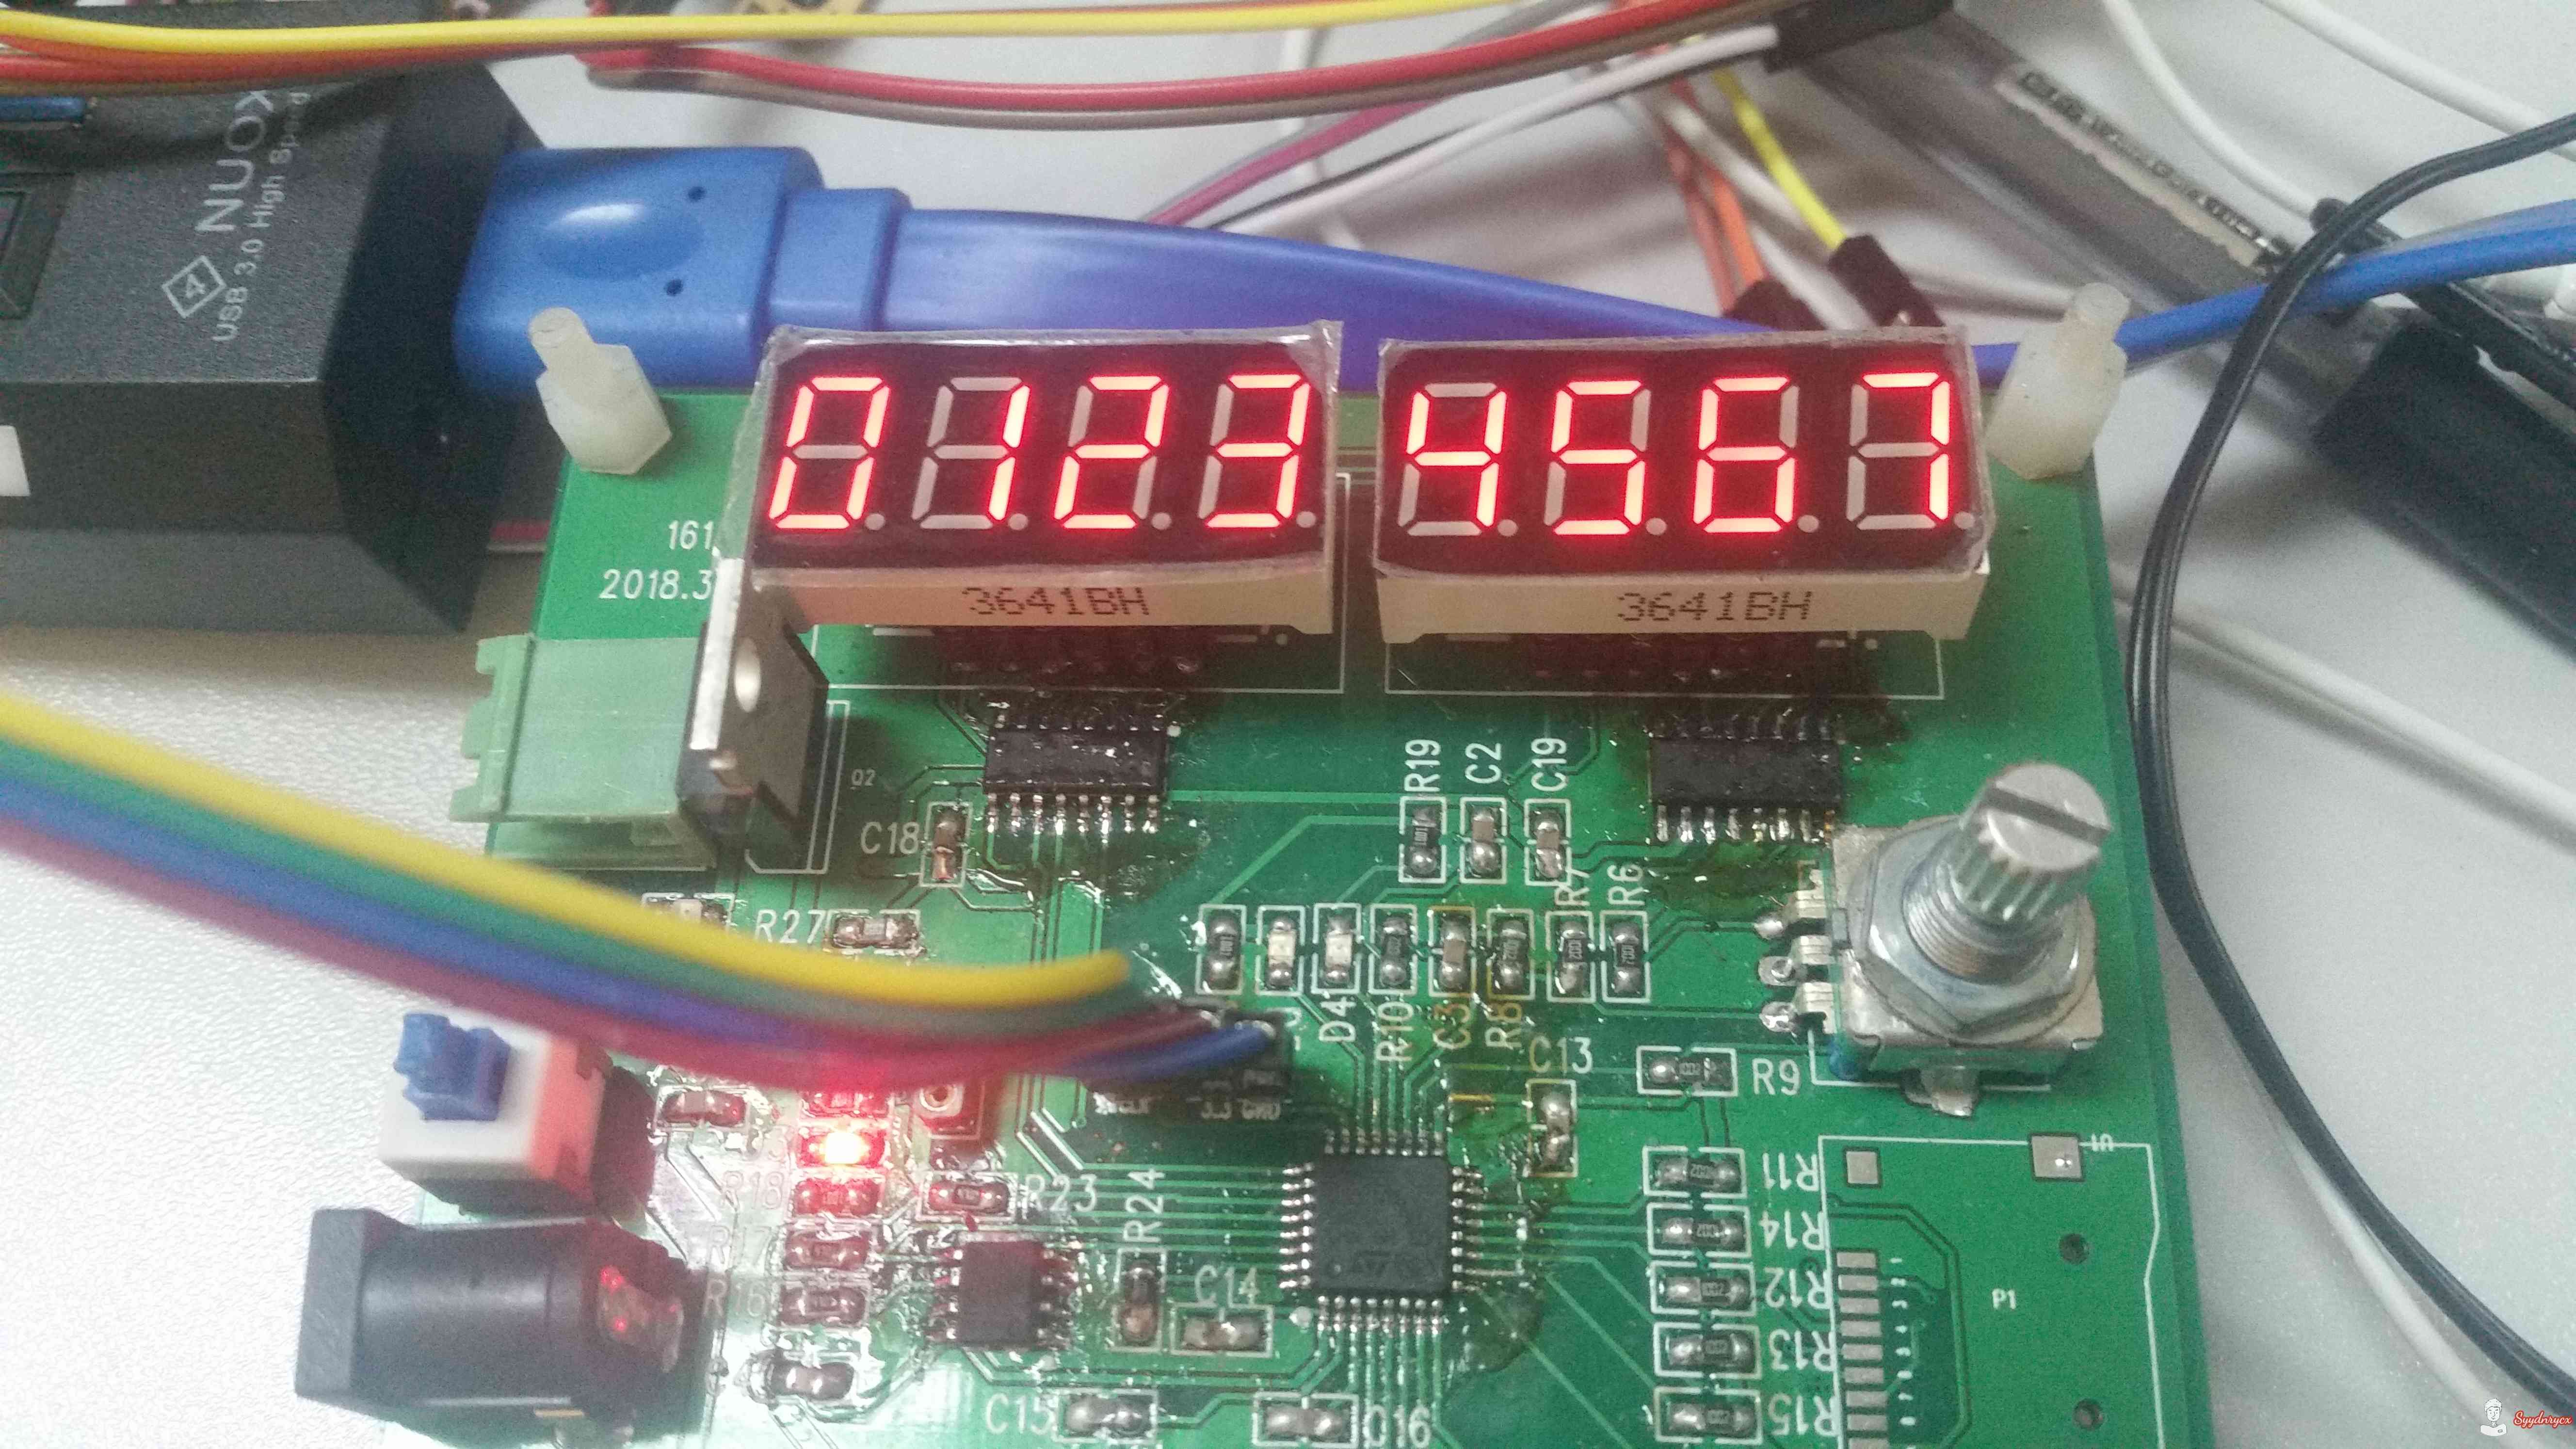 NUOX
USB 3.0 High Speed
0123
4567
161
2018.3
3641BH
3641BH
Q2
R19
C2
C19
C18
R7
R6
R27
D4
R10
C3
R8
C13
R9
3.3 GND
U1
R18
R23
R24
R11
R17
R14
R16
C14
R12
P1
R13
C15
C16
R15
Syydnrycx